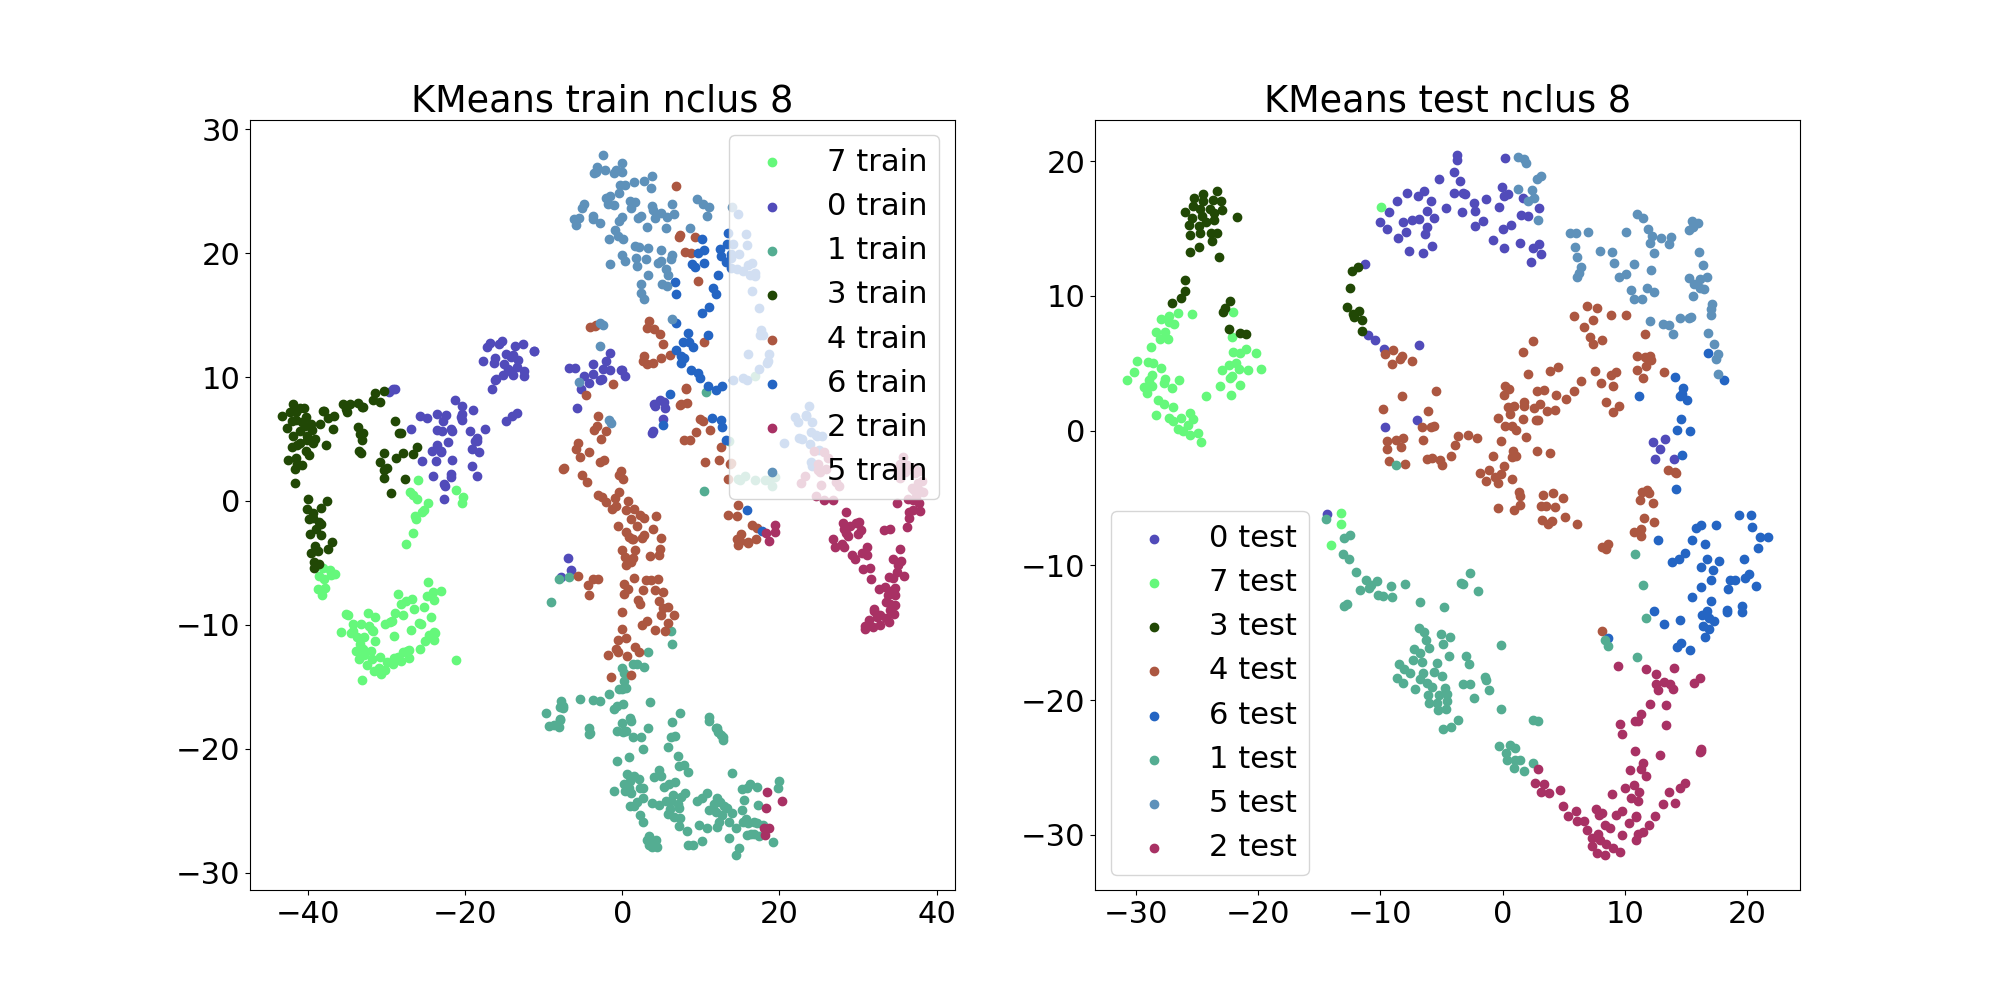 KMeans train nclus 8
30
20
10
0
−10
−20
−30
−40
−20
0
20
40
7 train
0 train
1 train
3 train
4 train
6 train
2 train
5 train
KMeans test nclus 8
20
10
0
−10
−20
−30
−30
−20
−10
0
10
20
0 test
7 test
3 test
4 test
6 test
1 test
5 test
2 test